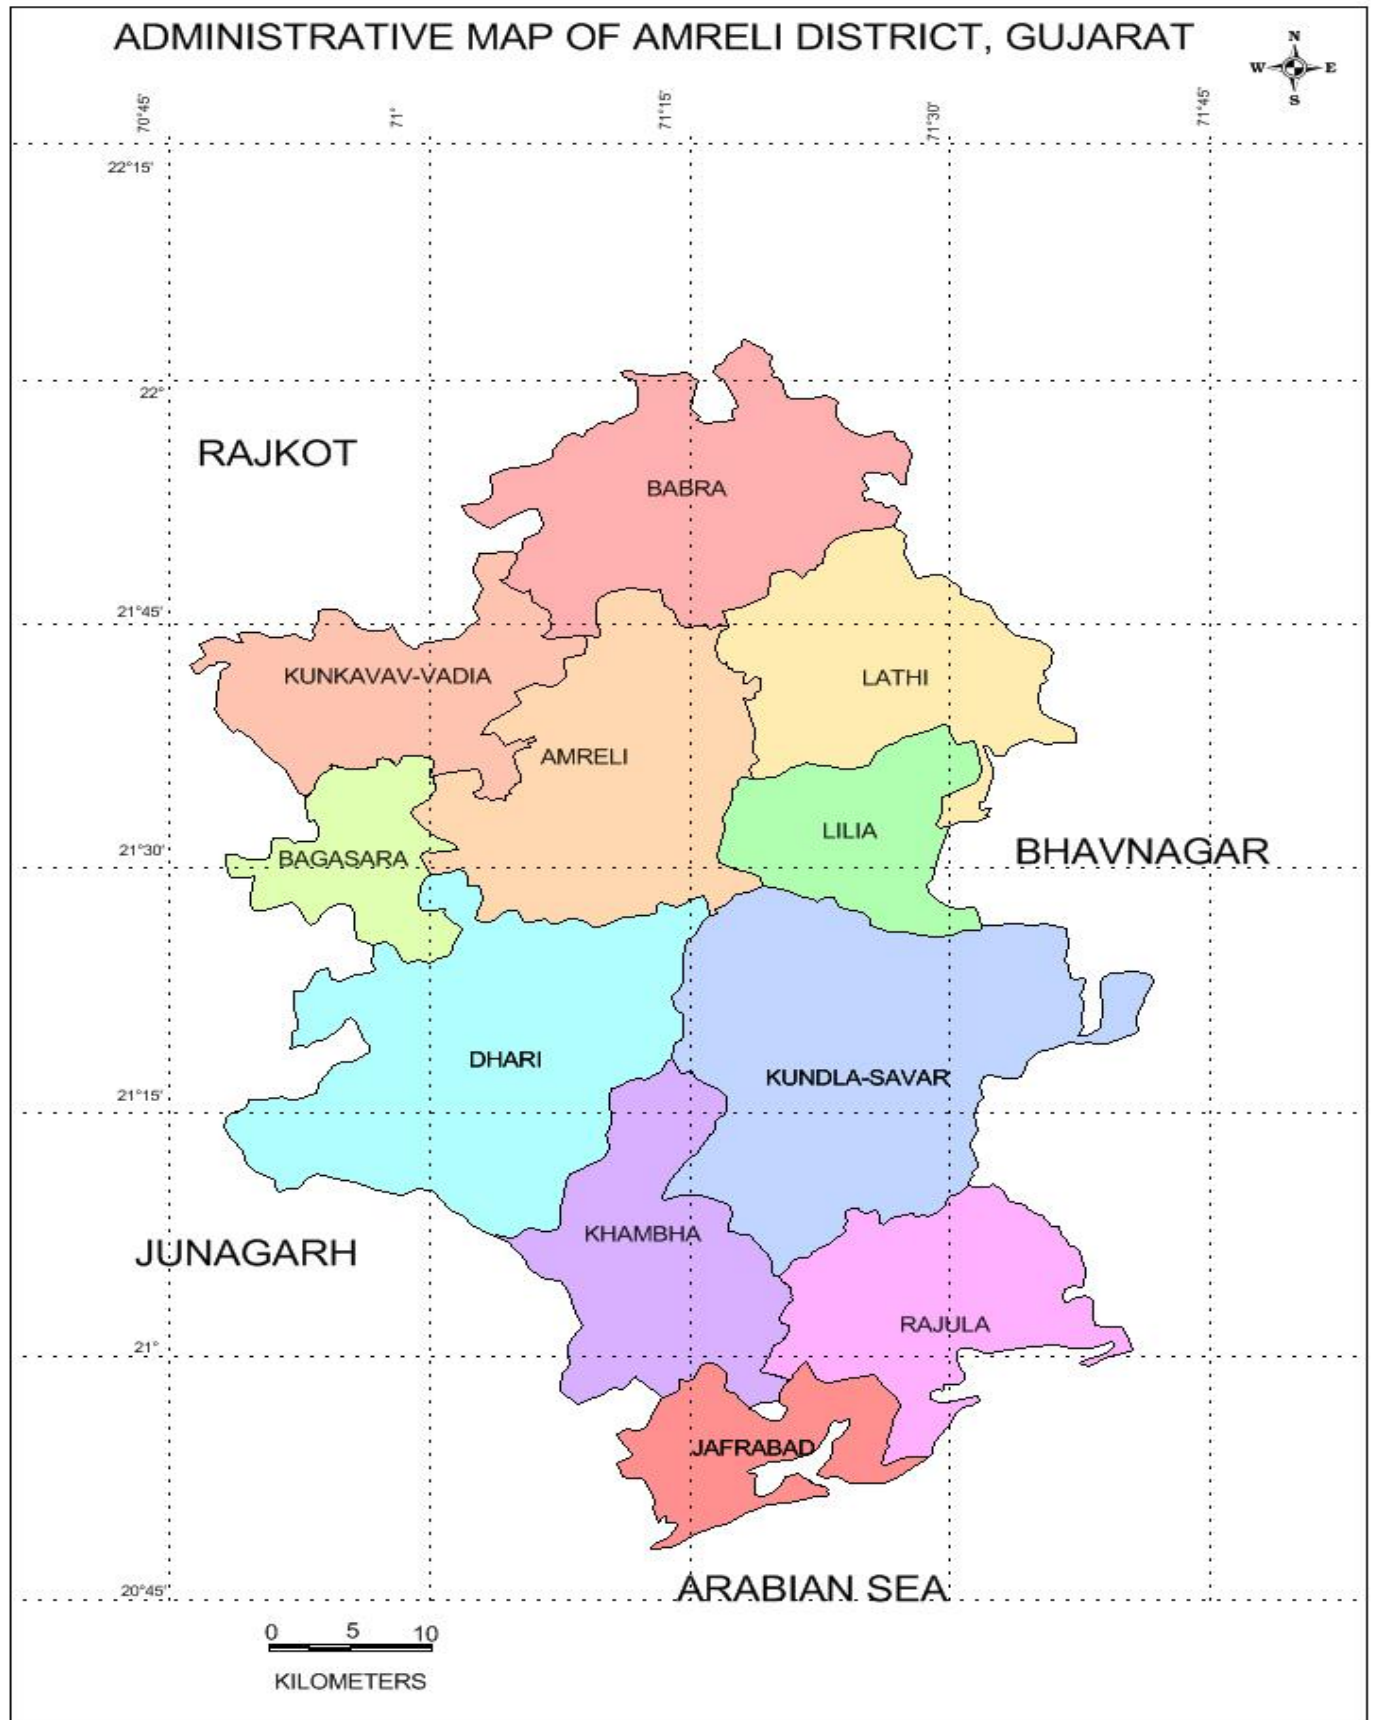 ADMINISTRATIVE MAP OF AMRELI DISTRICT, GUJARAT
N
W E
S
70°45'
71°
71°15'
71°30'
71°45'
22°15'
22°
RAJKOT
BABRA
21°45'
KUNKAVAV-VADIA
LATHI
AMRELI
LILIA
21°30'
BAGASARA
BHAVNAGAR
DHARI
KUNDLA-SAVAR
21°15'
KHAMBHA
JUNAGARH
RAJULA
21°
JAFRABAD
20°45'
ARABIAN SEA
0 5 10
KILOMETERS